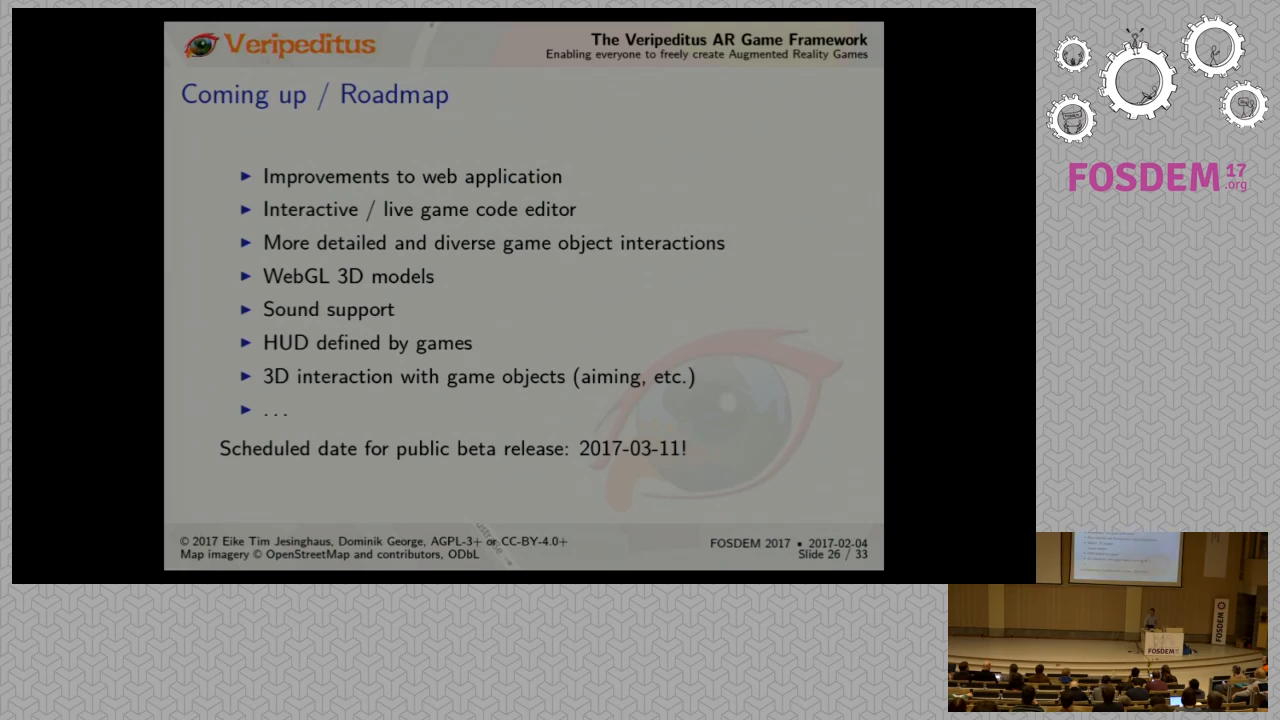 Veripeditus
The Veripeditus AR Game Framework
Enabling everyone to freely create Augmented Reality Games
Coming up / Roadmap
Improvements to web application
Interactive / live game code editor
More detailed and diverse game object interactions
WebGL 3D models
Sound support
HUD defined by games
3D interaction with game objects (aiming, etc.)
. . .
Scheduled date for public beta release: 2017-03-11!
© 2017 Eike Tim Jesinghaus, Dominik George, AGPL-3+ or CC-BY-4.0+
Map imagery © OpenStreetMap and contributors, ODbL
FOSDEM 2017 • 2017-02-04
Slide 26 / 33
FOSDEM 17
.org
FOSDEM
FOSDEM